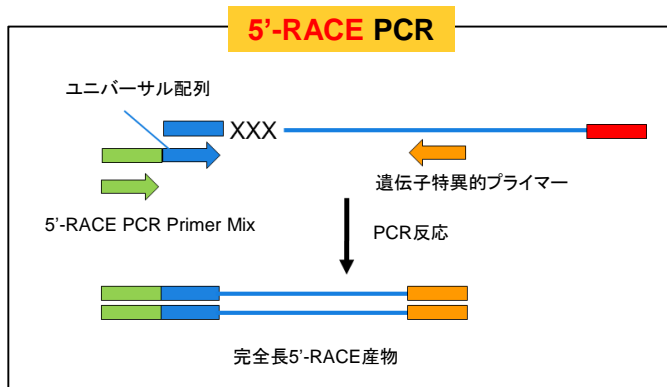 5’-RACE PCR
ユニバーサル配列
XXX
遺伝子特異的プライマー
5’-RACE PCR Primer Mix
PCR反応
完全長5’-RACE産物